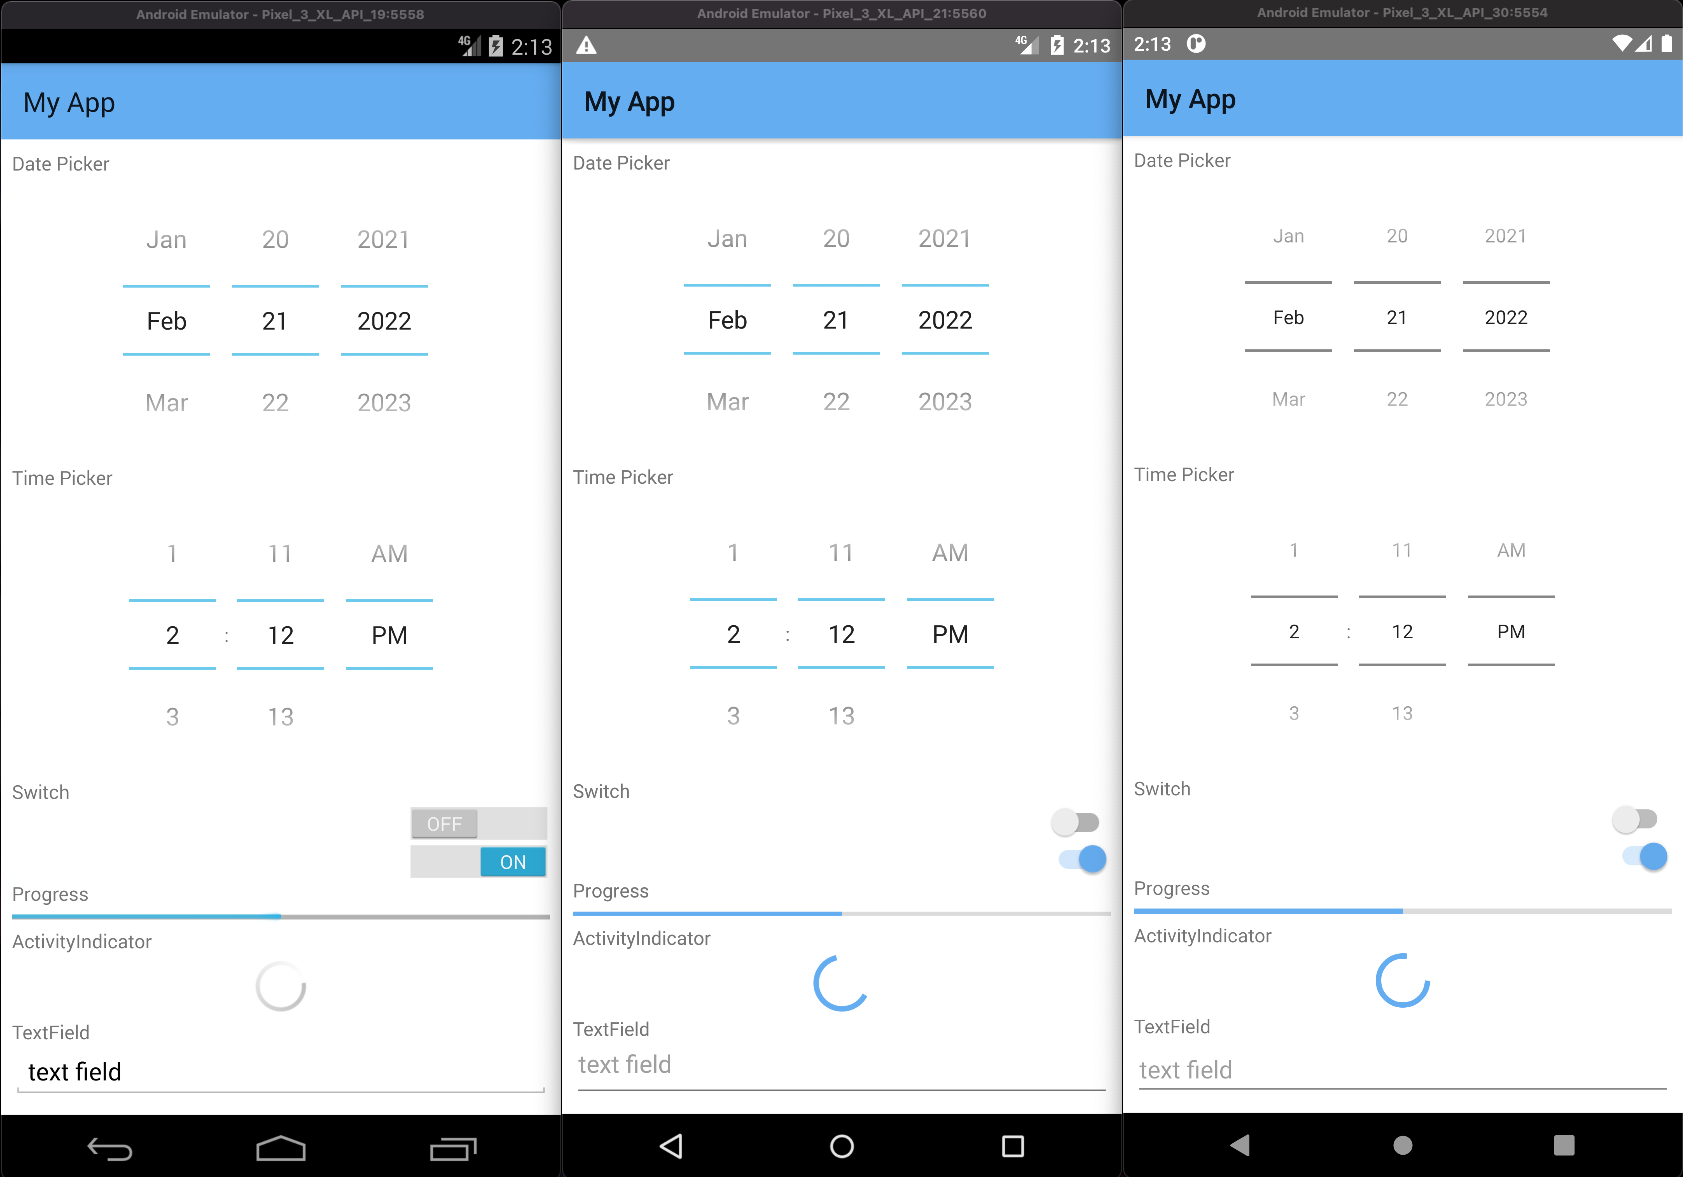 Android Emulator - Pixel_3_XL_API_19:5558
4G 2:13
My App
Date Picker
Jan 20 2021
Feb 21 2022
Mar 22 2023
Time Picker
1 11 AM
2 : 12 PM
3 13
Switch
OFF
ON
Progress
ActivityIndicator
TextField
text field
Android Emulator - Pixel_3_XL_API_21:5560
4G 2:13
My App
Date Picker
Jan 20 2021
Feb 21 2022
Mar 22 2023
Time Picker
1 11 AM
2 : 12 PM
3 13
Switch
Progress
ActivityIndicator
TextField
text field
Android Emulator - Pixel_3_XL_API_30:5554
2:13
My App
Date Picker
Jan 20 2021
Feb 21 2022
Mar 22 2023
Time Picker
1 11 AM
2 : 12 PM
3 13
Switch
Progress
ActivityIndicator
TextField
text field